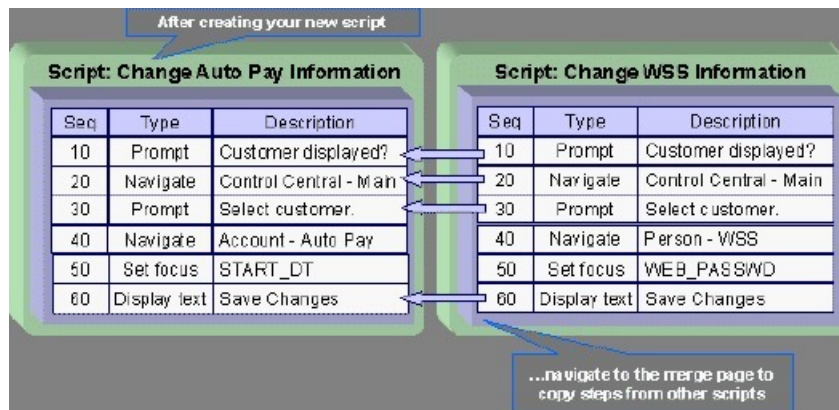 After creating your new script
Script: Change Auto Pay Information
Seq Type Description
10 Prompt Customer displayed?
20 Navigate Control Central - Main
30 Prompt Select customer.
40 Navigate Account - Auto Pay
50 Set focus START_DT
60 Display text Save Changes
Script: Change WSS Information
Seq Type Description
10 Prompt Customer displayed?
20 Navigate Control Central - Main
30 Prompt Select customer.
40 Navigate Person - WSS
50 Set focus WEB_PASSWD
60 Display text Save Changes
...navigate to the merge page to
copy steps from other scripts